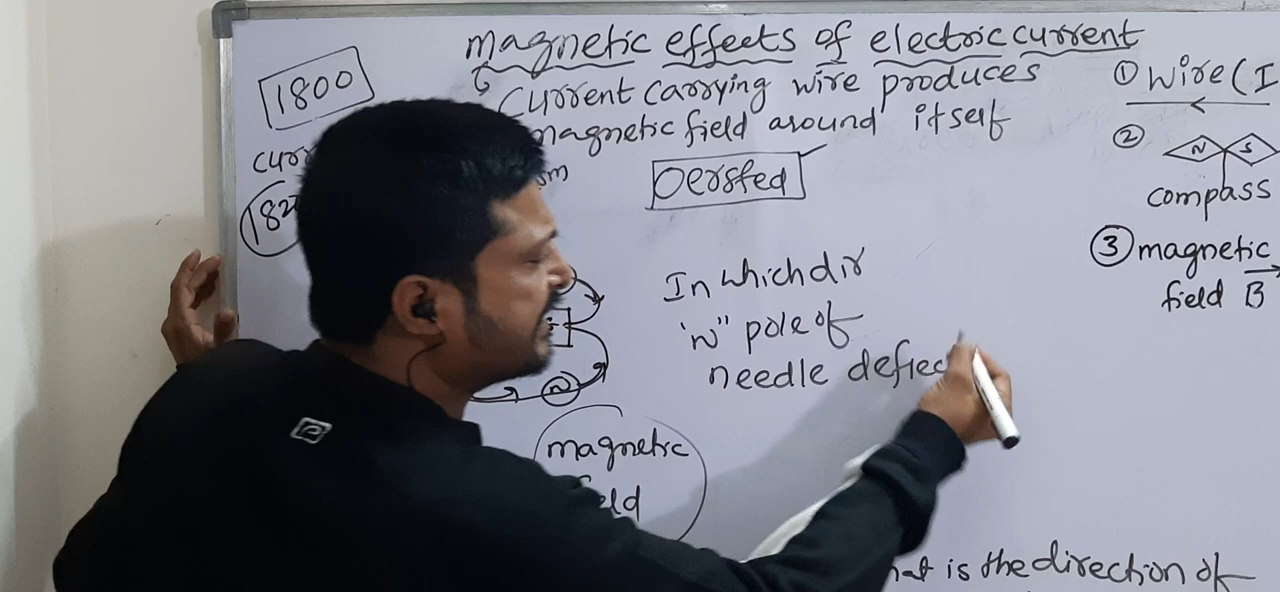 magnetic effects of electric current
Current carrying wire produces
magnetic field around itself
1800
Oersted
In which dir
"N" pole of
needle deflec
magnetic
① Wire (I
②
N S
compass
③ magnetic
field B
is the direction of